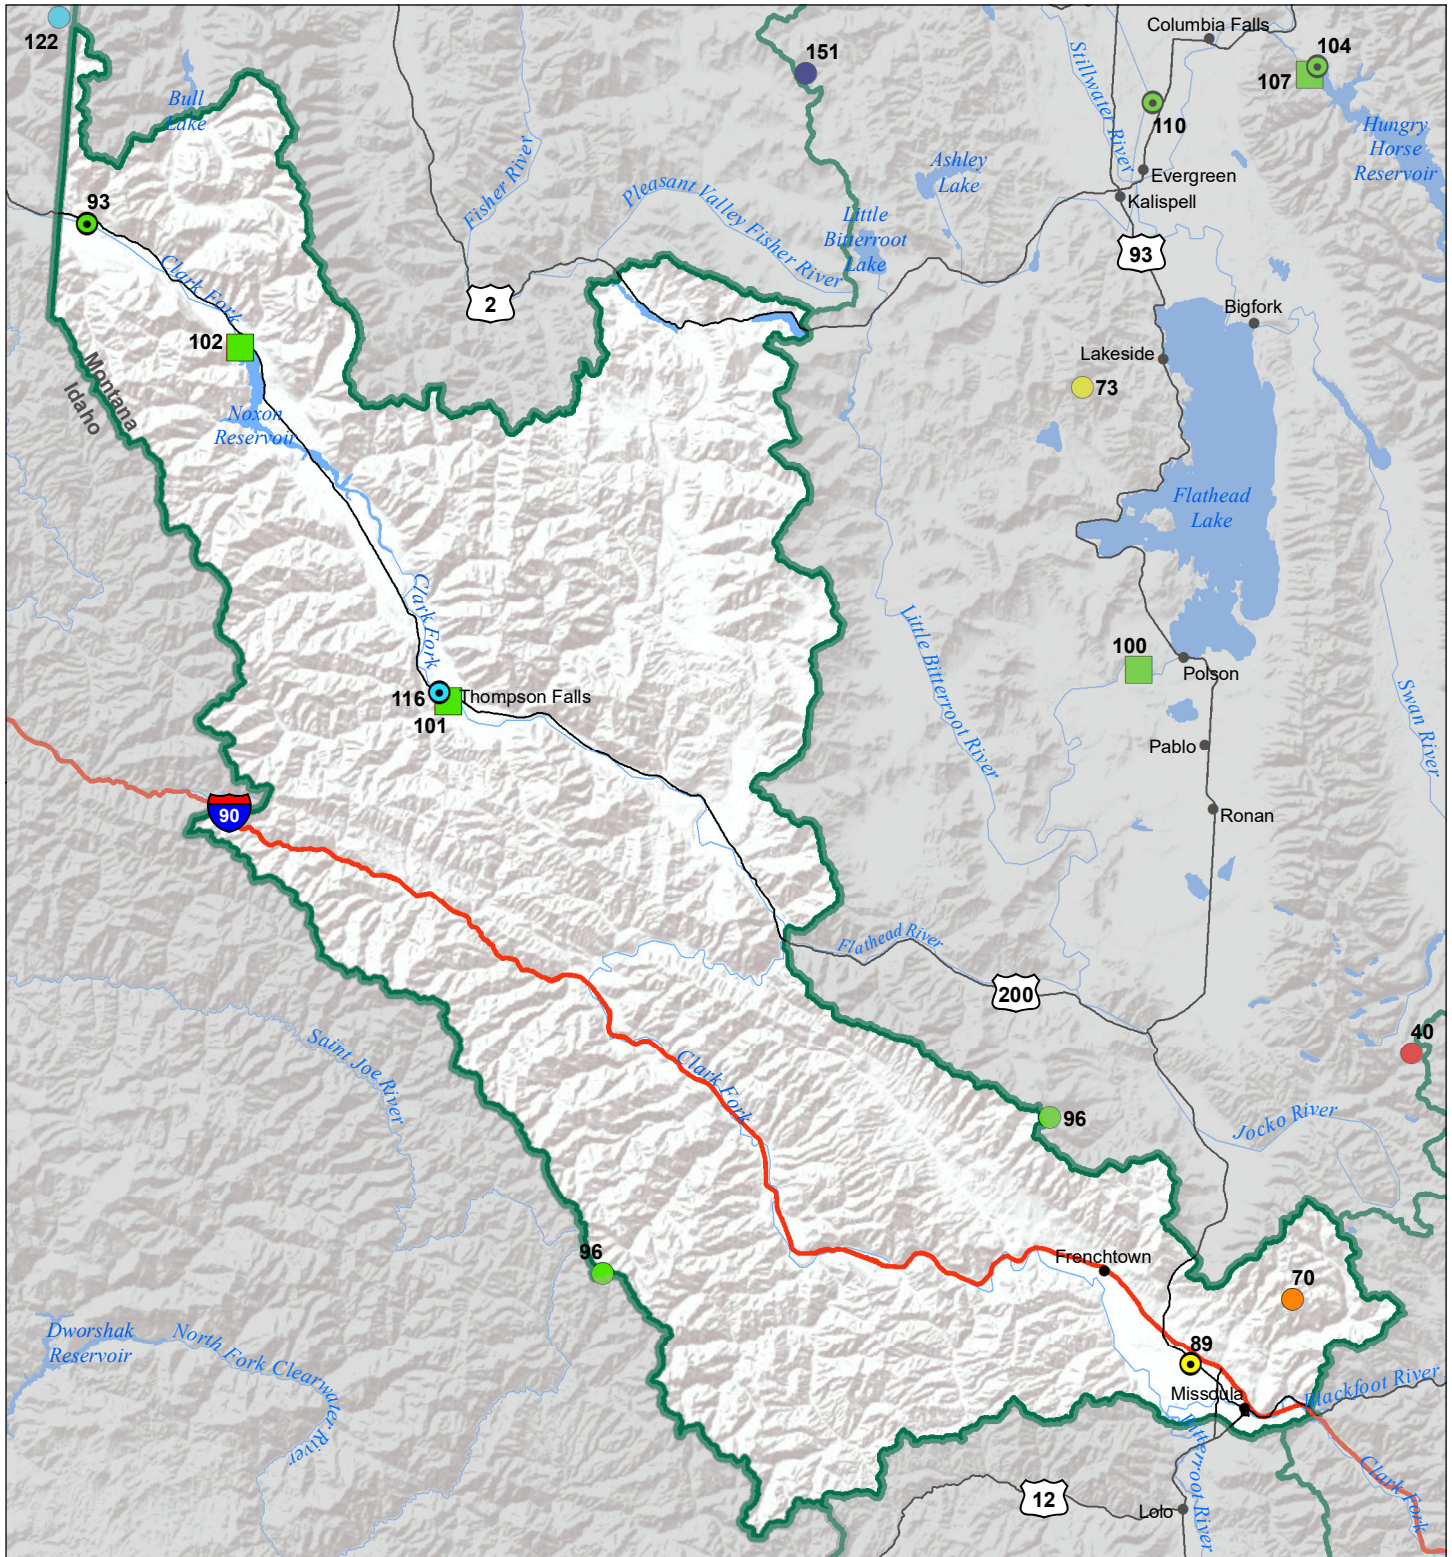 122
151
Columbia Falls
104
107
Stillwater River
110
Bull
Lake
Hungry
Horse
Reservoir
Fisher River
Ashley
Lake
Evergreen
Pleasant Valley Fisher River
Kalispell
93
Little
Bitterroot
Lake
93
Clark Fork
2
Bigfork
102
Lakeside
73
Montana
Idaho
Noxon
Reservoir
Flathead
Lake
Clark Fork
Little Bitterroot River
100
Polson
116
Thompson Falls
101
Swan River
Pablo
90
Ronan
Flathead River
200
Saint Joe River
40
Clark Fork
96
Jocko River
96
Frenchtown
70
Dworshak
Reservoir
North Fork Clearwater
River
89
Missoula
Blackfoot River
Bitterroot River
Clark Fork
12
Lolo